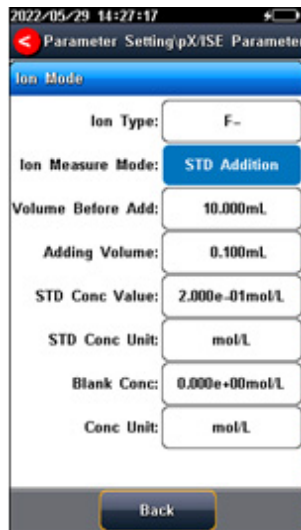 2022/05/29 14:27:17
Parameter Setting\pX/ISE Parameter
Ion Mode
Ion Type: F-
Ion Measure Mode: STD Addition
Volume Before Add: 10.000mL
Adding Volume: 0.100mL
STD Conc Value: 2.000e-01mol/L
STD Conc Unit: mol/L
Blank Conc: 0.000e+00mol/L
Conc Unit: mol/L
Back